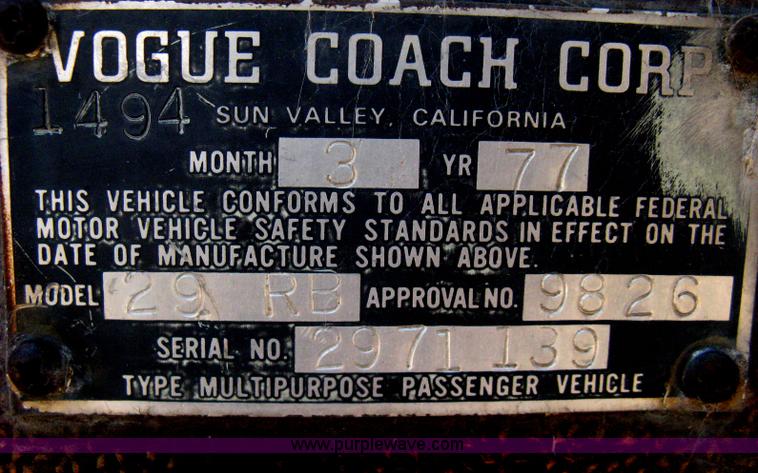 VOGUE COACH CORP.
1494 SUN VALLEY, CALIFORNIA
MONTH 3 YR 77
THIS VEHICLE CONFORMS TO ALL APPLICABLE FEDERAL
MOTOR VEHICLE SAFETY STANDARDS IN EFFECT ON THE
DATE OF MANUFACTURE SHOWN ABOVE.
MODEL 29 RB APPROVAL NO. 9826
SERIAL NO. 2971 139
TYPE MULTIPURPOSE PASSENGER VEHICLE
www.purplewave.com